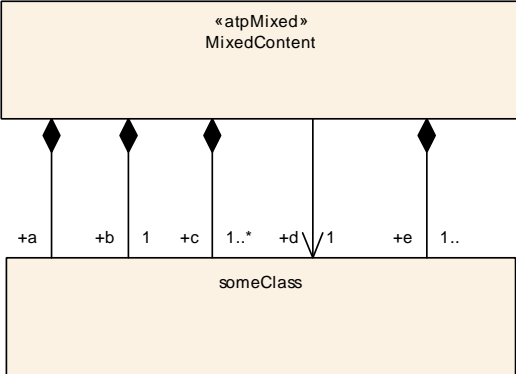 «atpMixed»
MixedContent
+a +b 1 +c 1..* +d 1 +e 1..
someClass